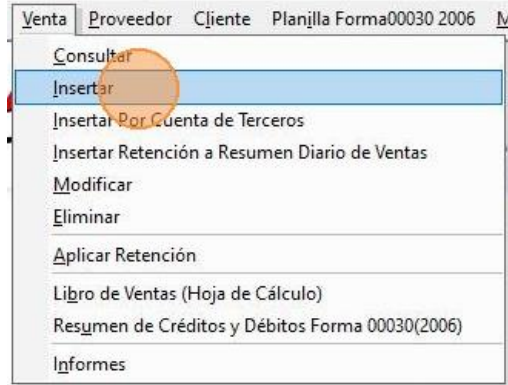 Venta Proveedor Cliente Planilla Forma00030 2006
Consultar
Insertar
Insertar Por Cuenta de Terceros
Insertar Retención a Resumen Diario de Ventas
Modificar
Eliminar
Aplicar Retención
Libro de Ventas (Hoja de Cálculo)
Resumen de Créditos y Débitos Forma 00030(2006)
Informes